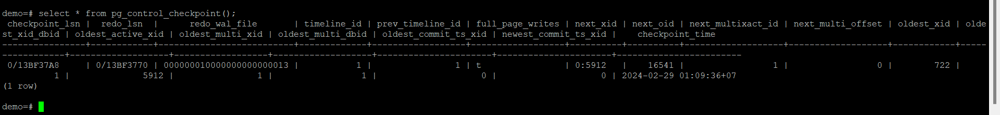 demo=# select * from pg_control_checkpoint();
 checkpoint_lsn |  redo_lsn  |      redo_wal_file       | timeline_id | prev_timeline_id | full_page_writes | next_xid | next_oid | next_multixact_id | next_multi_offset | oldest_xid | olde
st_xid_dbid | oldest_active_xid | oldest_multi_xid | oldest_multi_dbid | oldest_commit_ts_xid | newest_commit_ts_xid |    checkpoint_time
----------------+------------+--------------------------+-------------+------------------+------------------+----------+----------+-------------------+-------------------+------------+-----
------------+-------------------+------------------+-------------------+----------------------+----------------------+------------------------
 0/13BF37A8     | 0/13BF3770 | 000000010000000000000013 |           1 |                1 | t                | 0:5912   |    16541 |                 1 |                 0 |        722 |
          1 |              5912 |                1 |                 1 |                    0 |                    0 | 2024-02-29 01:09:36+07
(1 row)
demo=#